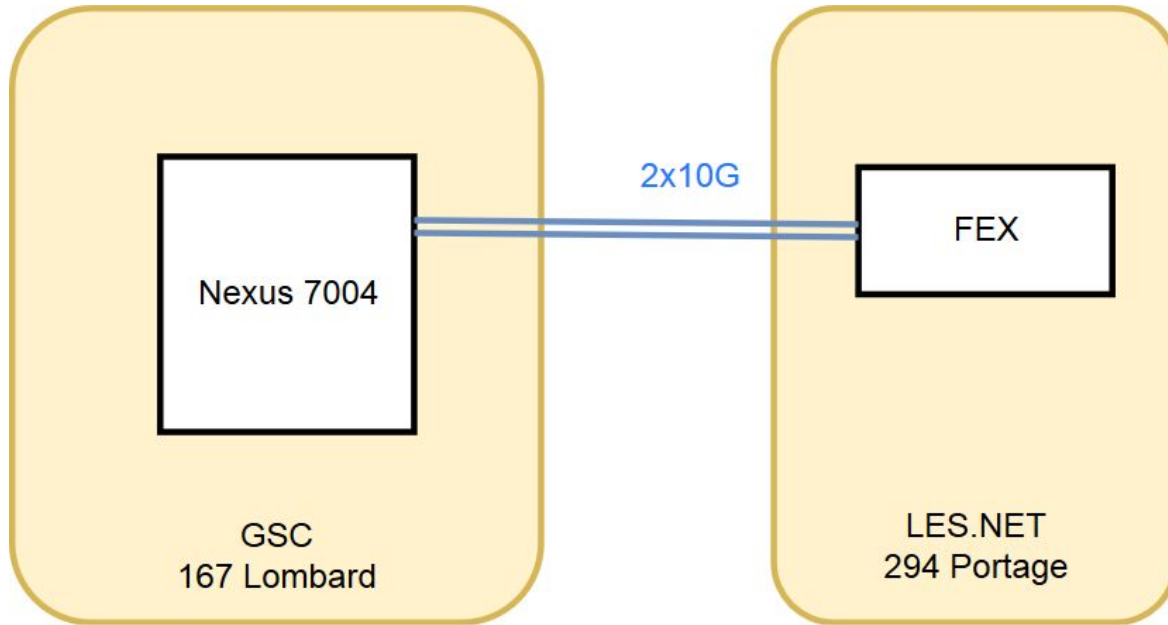 2x10G
Nexus 7004
FEX
GSC
167 Lombard
LES.NET
294 Portage